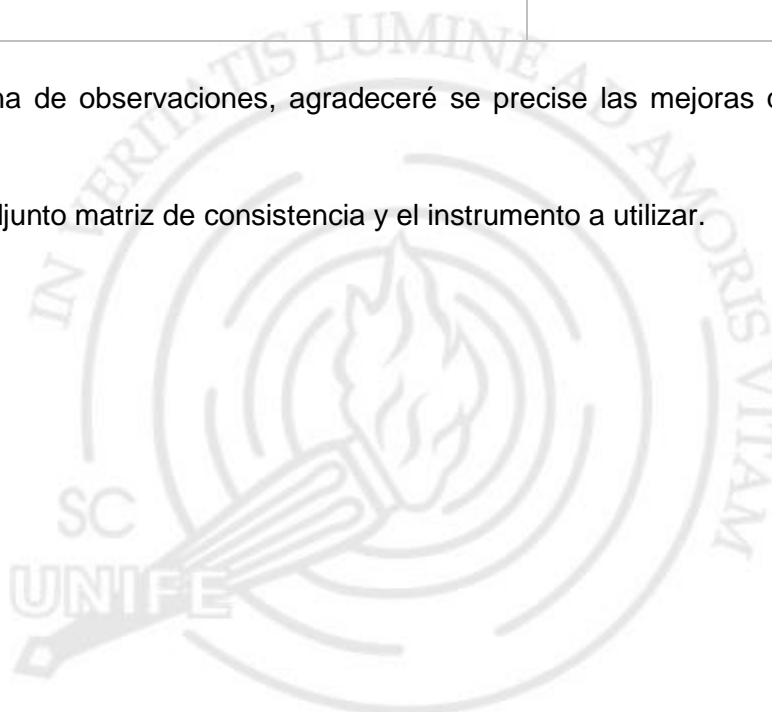 na de observaciones, agradeceré se precise las mejoras
djunto matriz de consistencia y el instrumento a utilizar.
IN VERITATIS LUMINE AD AMORIS VITAM
SC
UNIFE